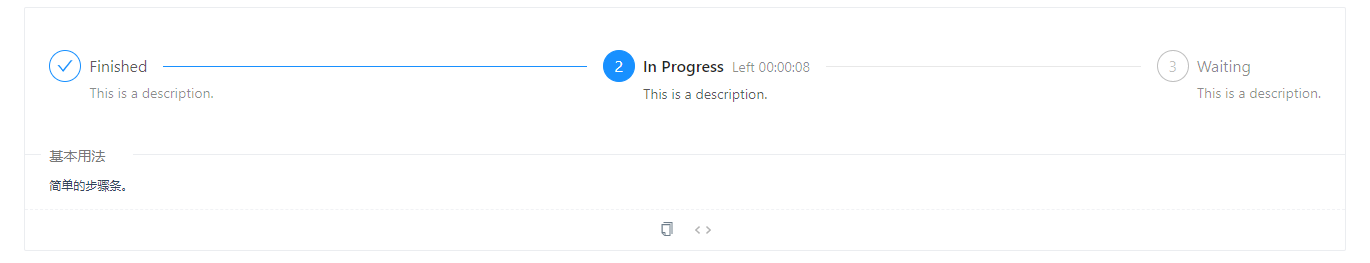 Finished
2 In Progress Left 00:00:08
3 Waiting
This is a description.
This is a description.
This is a description.
基本用法
简单的步骤条。